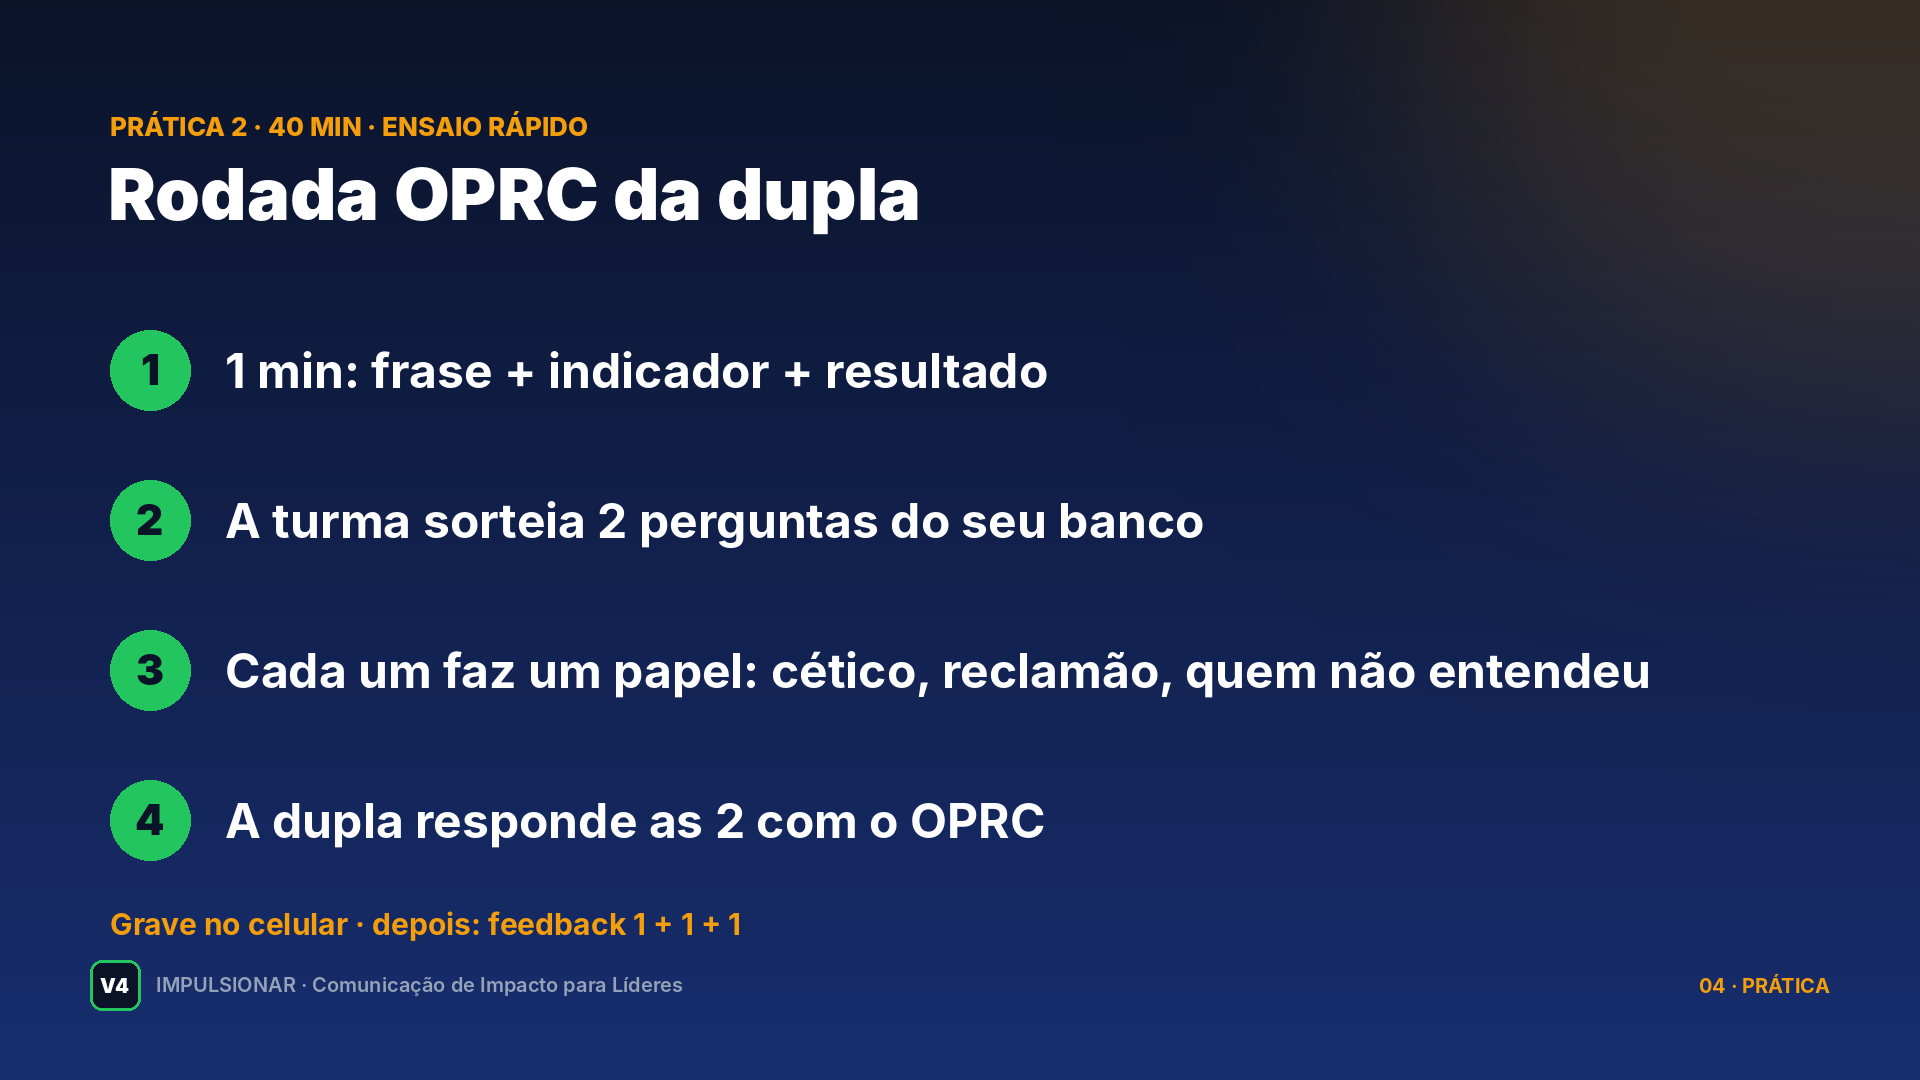 PRÁTICA 2 · 40 MIN · ENSAIO RÁPIDO
Rodada OPRC da dupla
1 1 min: frase + indicador + resultado
2 A turma sorteia 2 perguntas do seu banco
3 Cada um faz um papel: cético, reclamão, quem não entendeu
4 A dupla responde as 2 com o OPRC
Grave no celular · depois: feedback 1 + 1 + 1
V4 IMPULSIONAR · Comunicação de Impacto para Líderes
04 · PRÁTICA